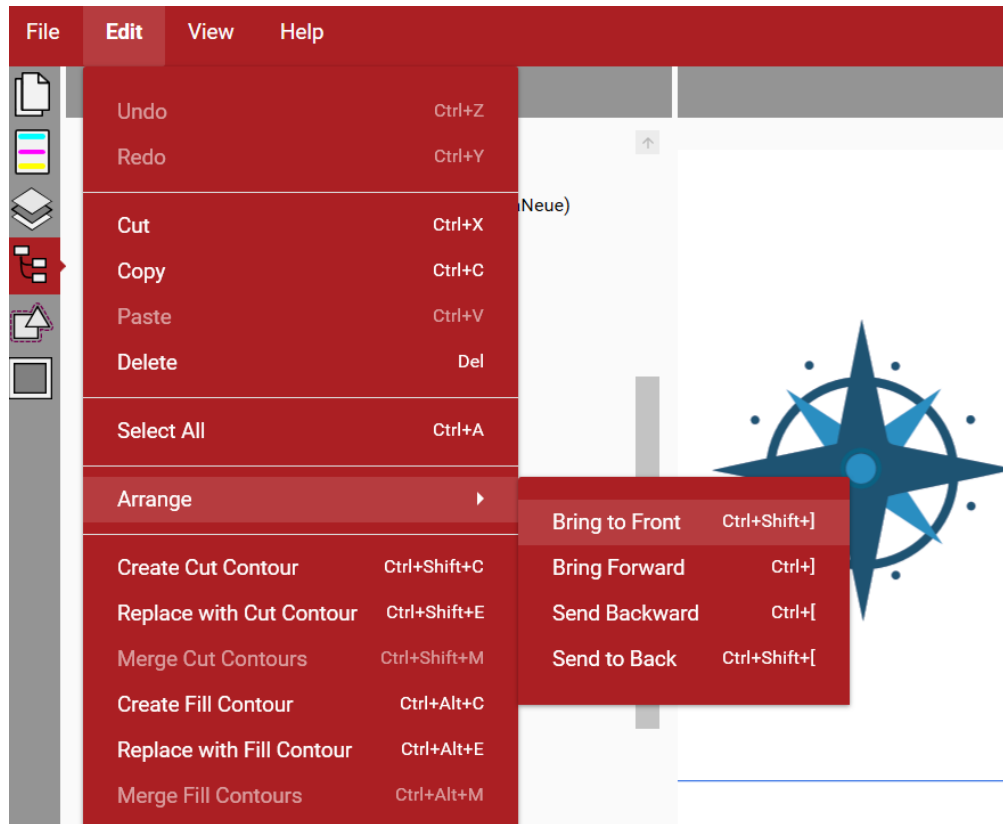 File Edit View Help
Undo Ctrl+Z
Redo Ctrl+Y
Neue)
Cut Ctrl+X
Copy Ctrl+C
Paste Ctrl+V
Delete Del
Select All Ctrl+A
Arrange
Bring to Front Ctrl+Shift+]
Bring Forward Ctrl+]
Send Backward Ctrl+[
Send to Back Ctrl+Shift+[
Create Cut Contour Ctrl+Shift+C
Replace with Cut Contour Ctrl+Shift+E
Merge Cut Contours Ctrl+Shift+M
Create Fill Contour Ctrl+Alt+C
Replace with Fill Contour Ctrl+Alt+E
Merge Fill Contours Ctrl+Alt+M